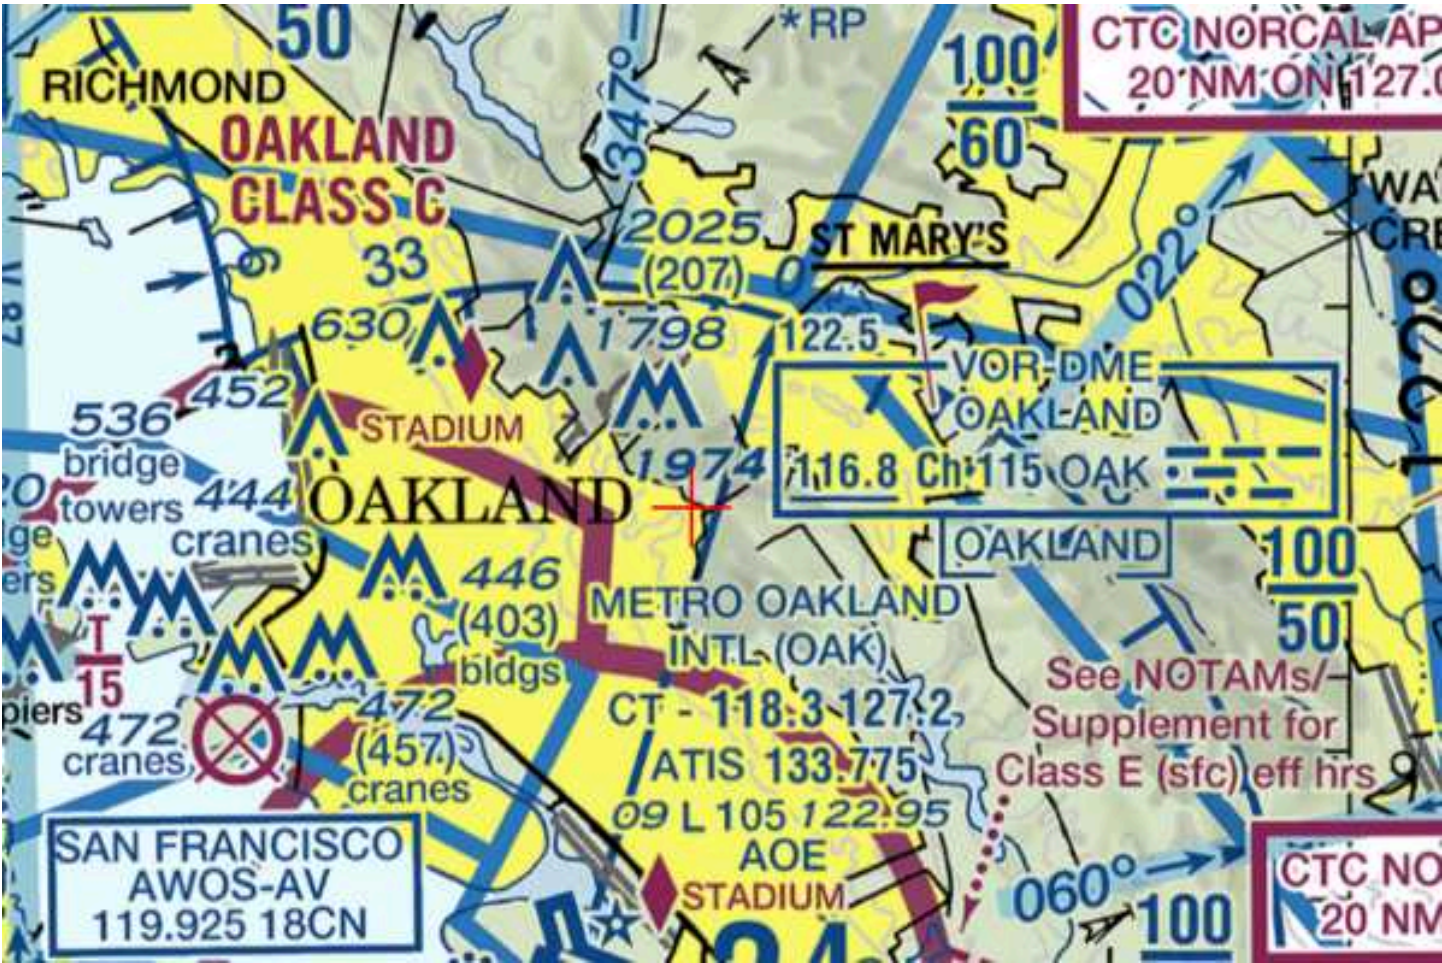 50
*RP
CTC NORCAL AP
20 NM ON 127.0
RICHMOND
347°
100
60
OAKLAND
CLASS C
WA
CRE
2025
(207)
ST MARY'S
022°
33
0
V 87
630
1798
122.5
452
VOR-DME
OAKLAND
116.8 Ch 115 OAK
STADIUM
536
bridge
towers
1974
444
cranes
OAKLAND
OAKLAND
100
50
446
(403)
bldgs
METRO OAKLAND
INTL (OAK)
CT - 118.3 127.2
ATIS 133.775
09 L 105 122.95
AOE
T
15
piers
472
cranes
472
(457)
cranes
See NOTAMs/
Supplement for
Class E (sfc) eff hrs
SAN FRANCISCO
AWOS-AV
119.925 18CN
STADIUM
060°
100
CTC NO
20 NM